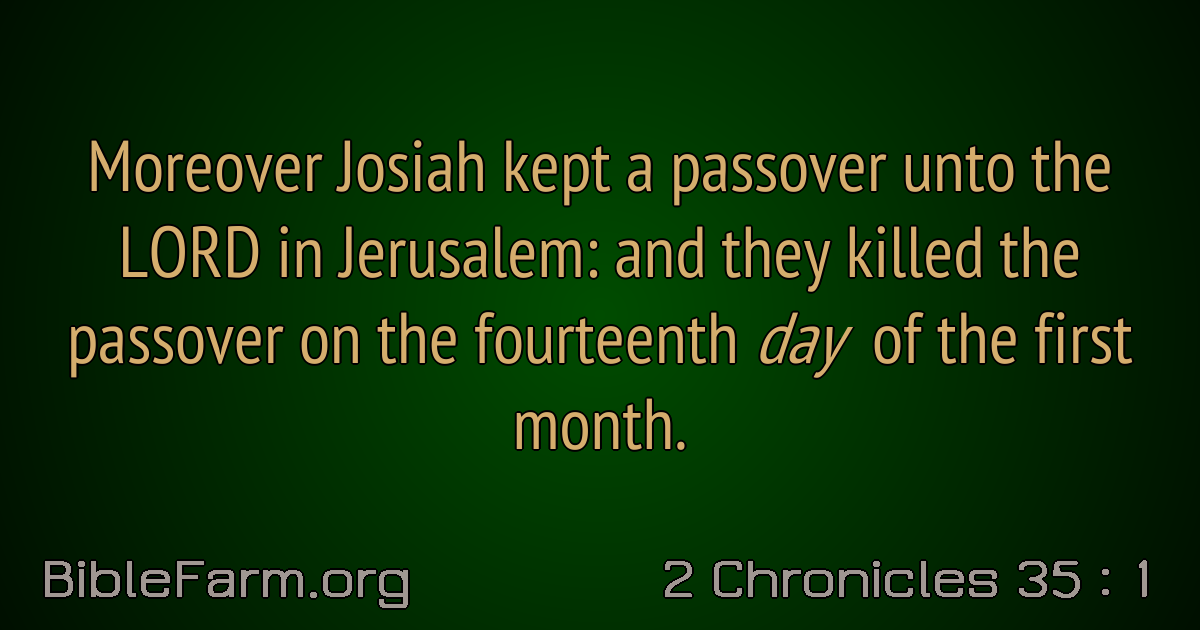 Moreover Josiah kept a passover unto the
LORD in Jerusalem: and they killed the
passover on the fourteenth day of the first
month.
BibleFarm.org
2 Chronicles 35 : 1